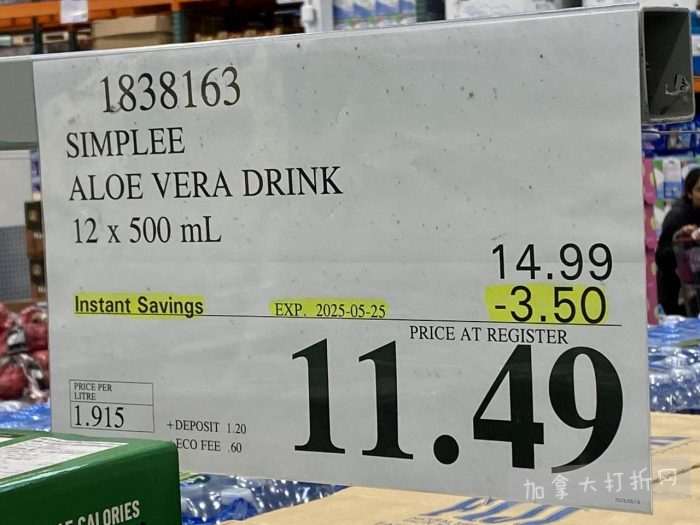 1838163
SIMPLEE
ALOE VERA DRINK
12 x 500 mL
14.99
Instant Savings EXP. 2025-05-25 -3.50
PRICE AT REGISTER
11.49
PRICE PER
LITRE
1.915
+DEPOSIT 1.20
ECO FEE .60
CALORIES
加拿大打折网